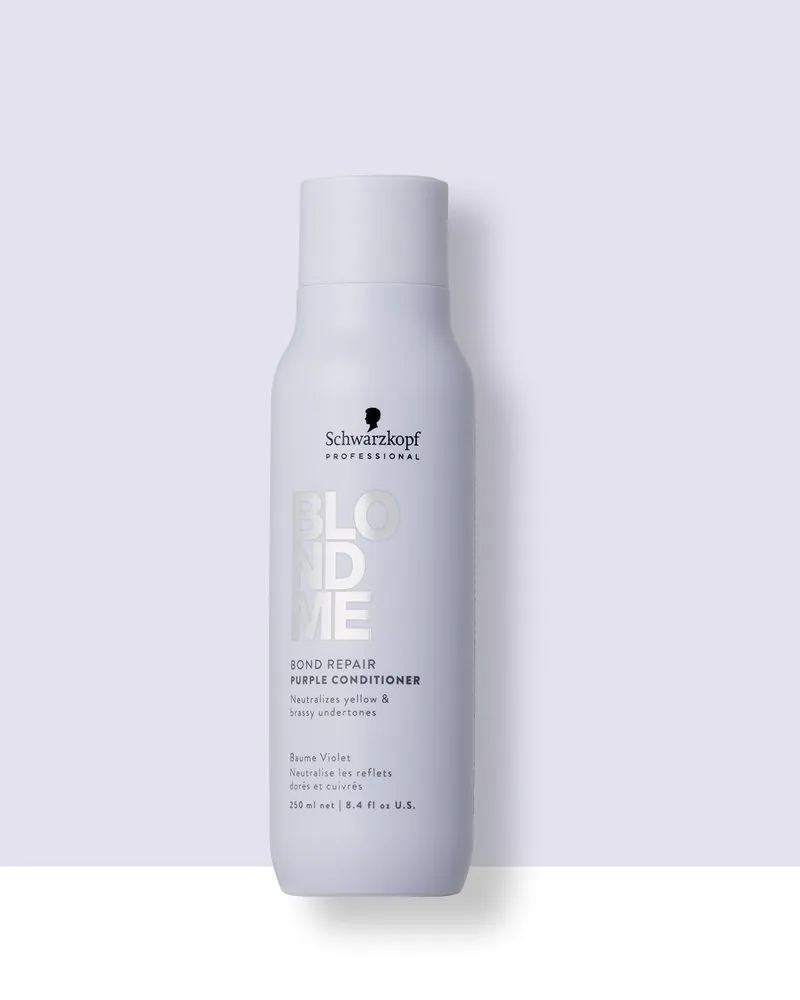 Schwarzkopf
PROFESSIONAL
BLO
ND
ME
BOND REPAIR
PURPLE CONDITIONER
Neutralizes yellow &
brassy undertones
Baume Violet
Neutralise les reflets
dorés et cuivrés
250 ml net | 8.4 fl oz U.S.